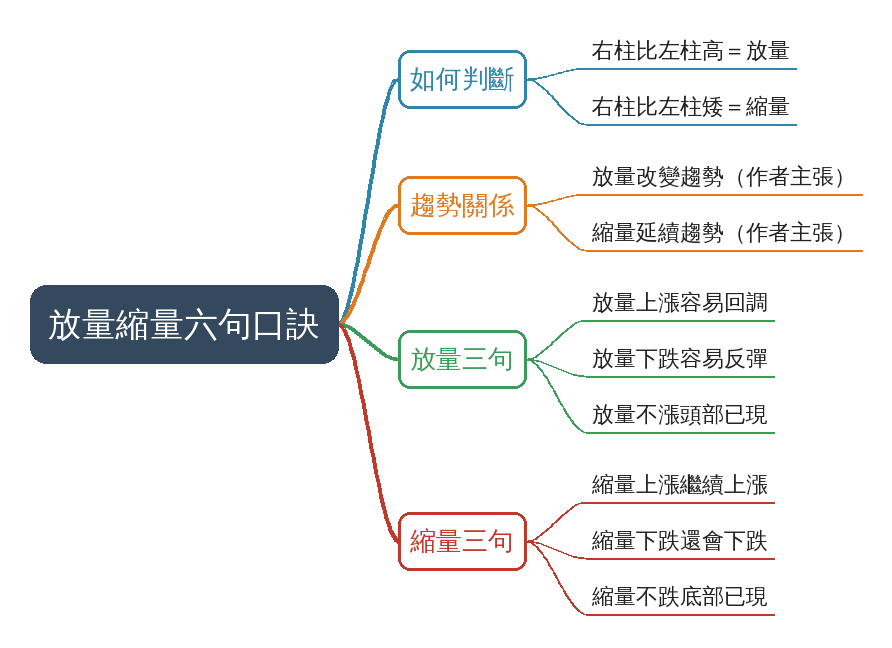 放量縮量六句口訣
如何判斷
右柱比左柱高＝放量
右柱比左柱矮＝縮量
趨勢關係
放量改變趨勢（作者主張）
縮量延續趨勢（作者主張）
放量三句
放量上漲容易回調
放量下跌容易反彈
放量不漲頭部已現
縮量三句
縮量上漲繼續上漲
縮量下跌還會下跌
縮量不跌底部已現